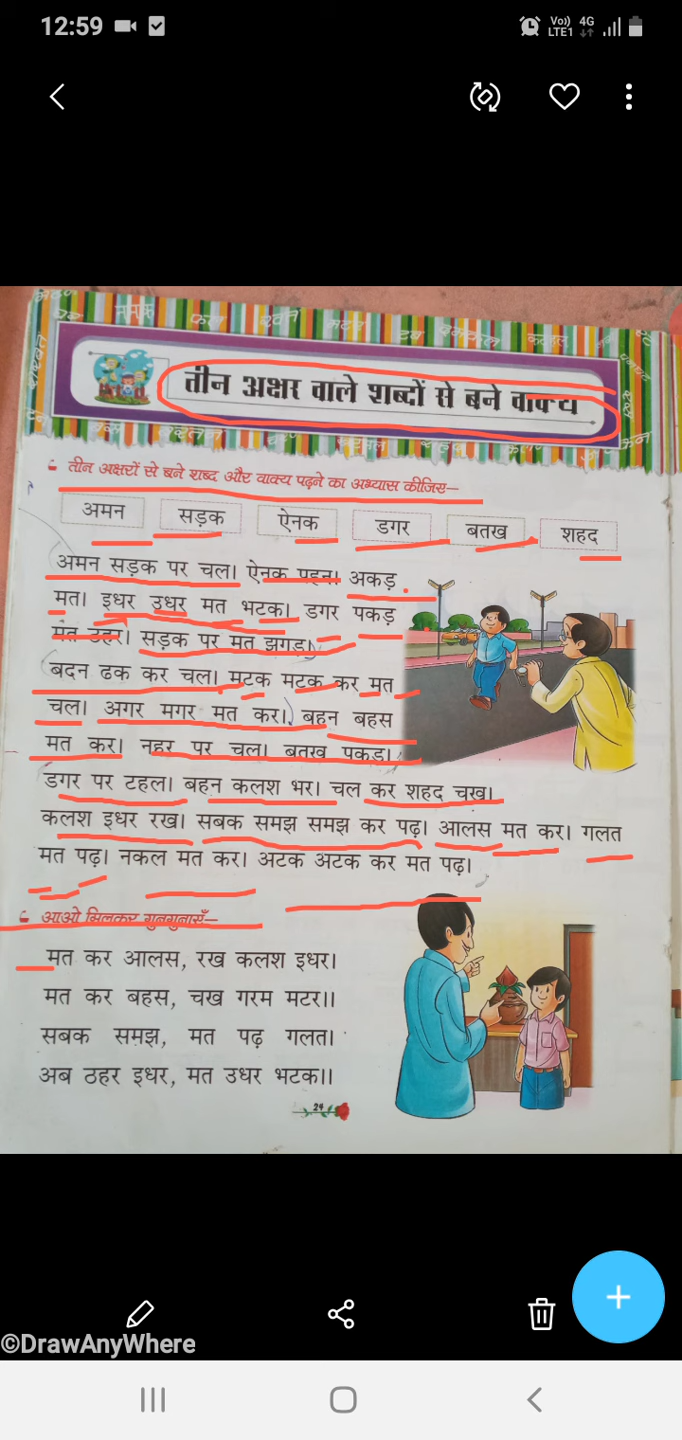 12:59
Vo)) 4G
LTE1
तीन अक्षर वाले शब्दों से बने वाक्य
तीन अक्षरों से बने शब्द और वाक्य पढ़ने का अभ्यास कीजिए—
अमन सड़क ऐनक डगर बतख शहद
अमन सड़क पर चल। ऐनक पहन। अकड़
मत। इधर उधर मत भटक। डगर पकड़
मत ठहर। सड़क पर मत झगड़।
बदन ढक कर चल। मटक मटक कर मत
चल। अगर मगर मत कर। बहन बहस
मत कर। नहर पर चल। बतख पकड़।
डगर पर टहल। बहन कलश भर। चल कर शहद चख।
कलश इधर रख। सबक समझ समझ कर पढ़। आलस मत कर। गलत
मत पढ़। नकल मत कर। अटक अटक कर मत पढ़।
आओ मिलकर गुनगुनाएँ—
मत कर आलस, रख कलश इधर।
मत कर बहस, चख गरम मटर।।
सबक समझ, मत पढ़ गलत।
अब ठहर इधर, मत उधर भटक।।
24
©DrawAnyWhere